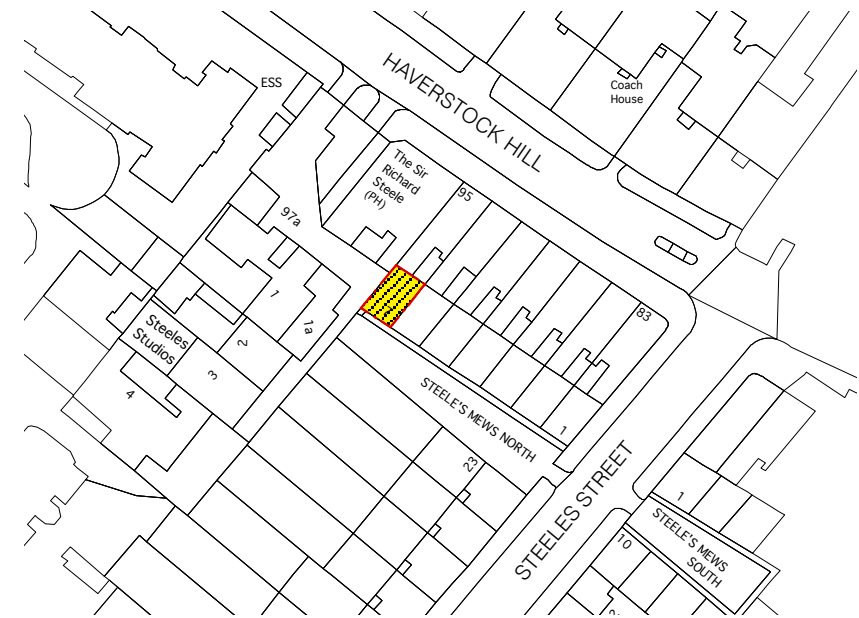 ESS
HAVERSTOCK HILL
Coach
House
The Sir
Richard
Steele
(PH)
95
97a
83
1
1a
Steeles
Studios
2
3
4
STEELE'S MEWS NORTH
1
23
STEELES STREET
1
STEELE'S MEWS
SOUTH
10